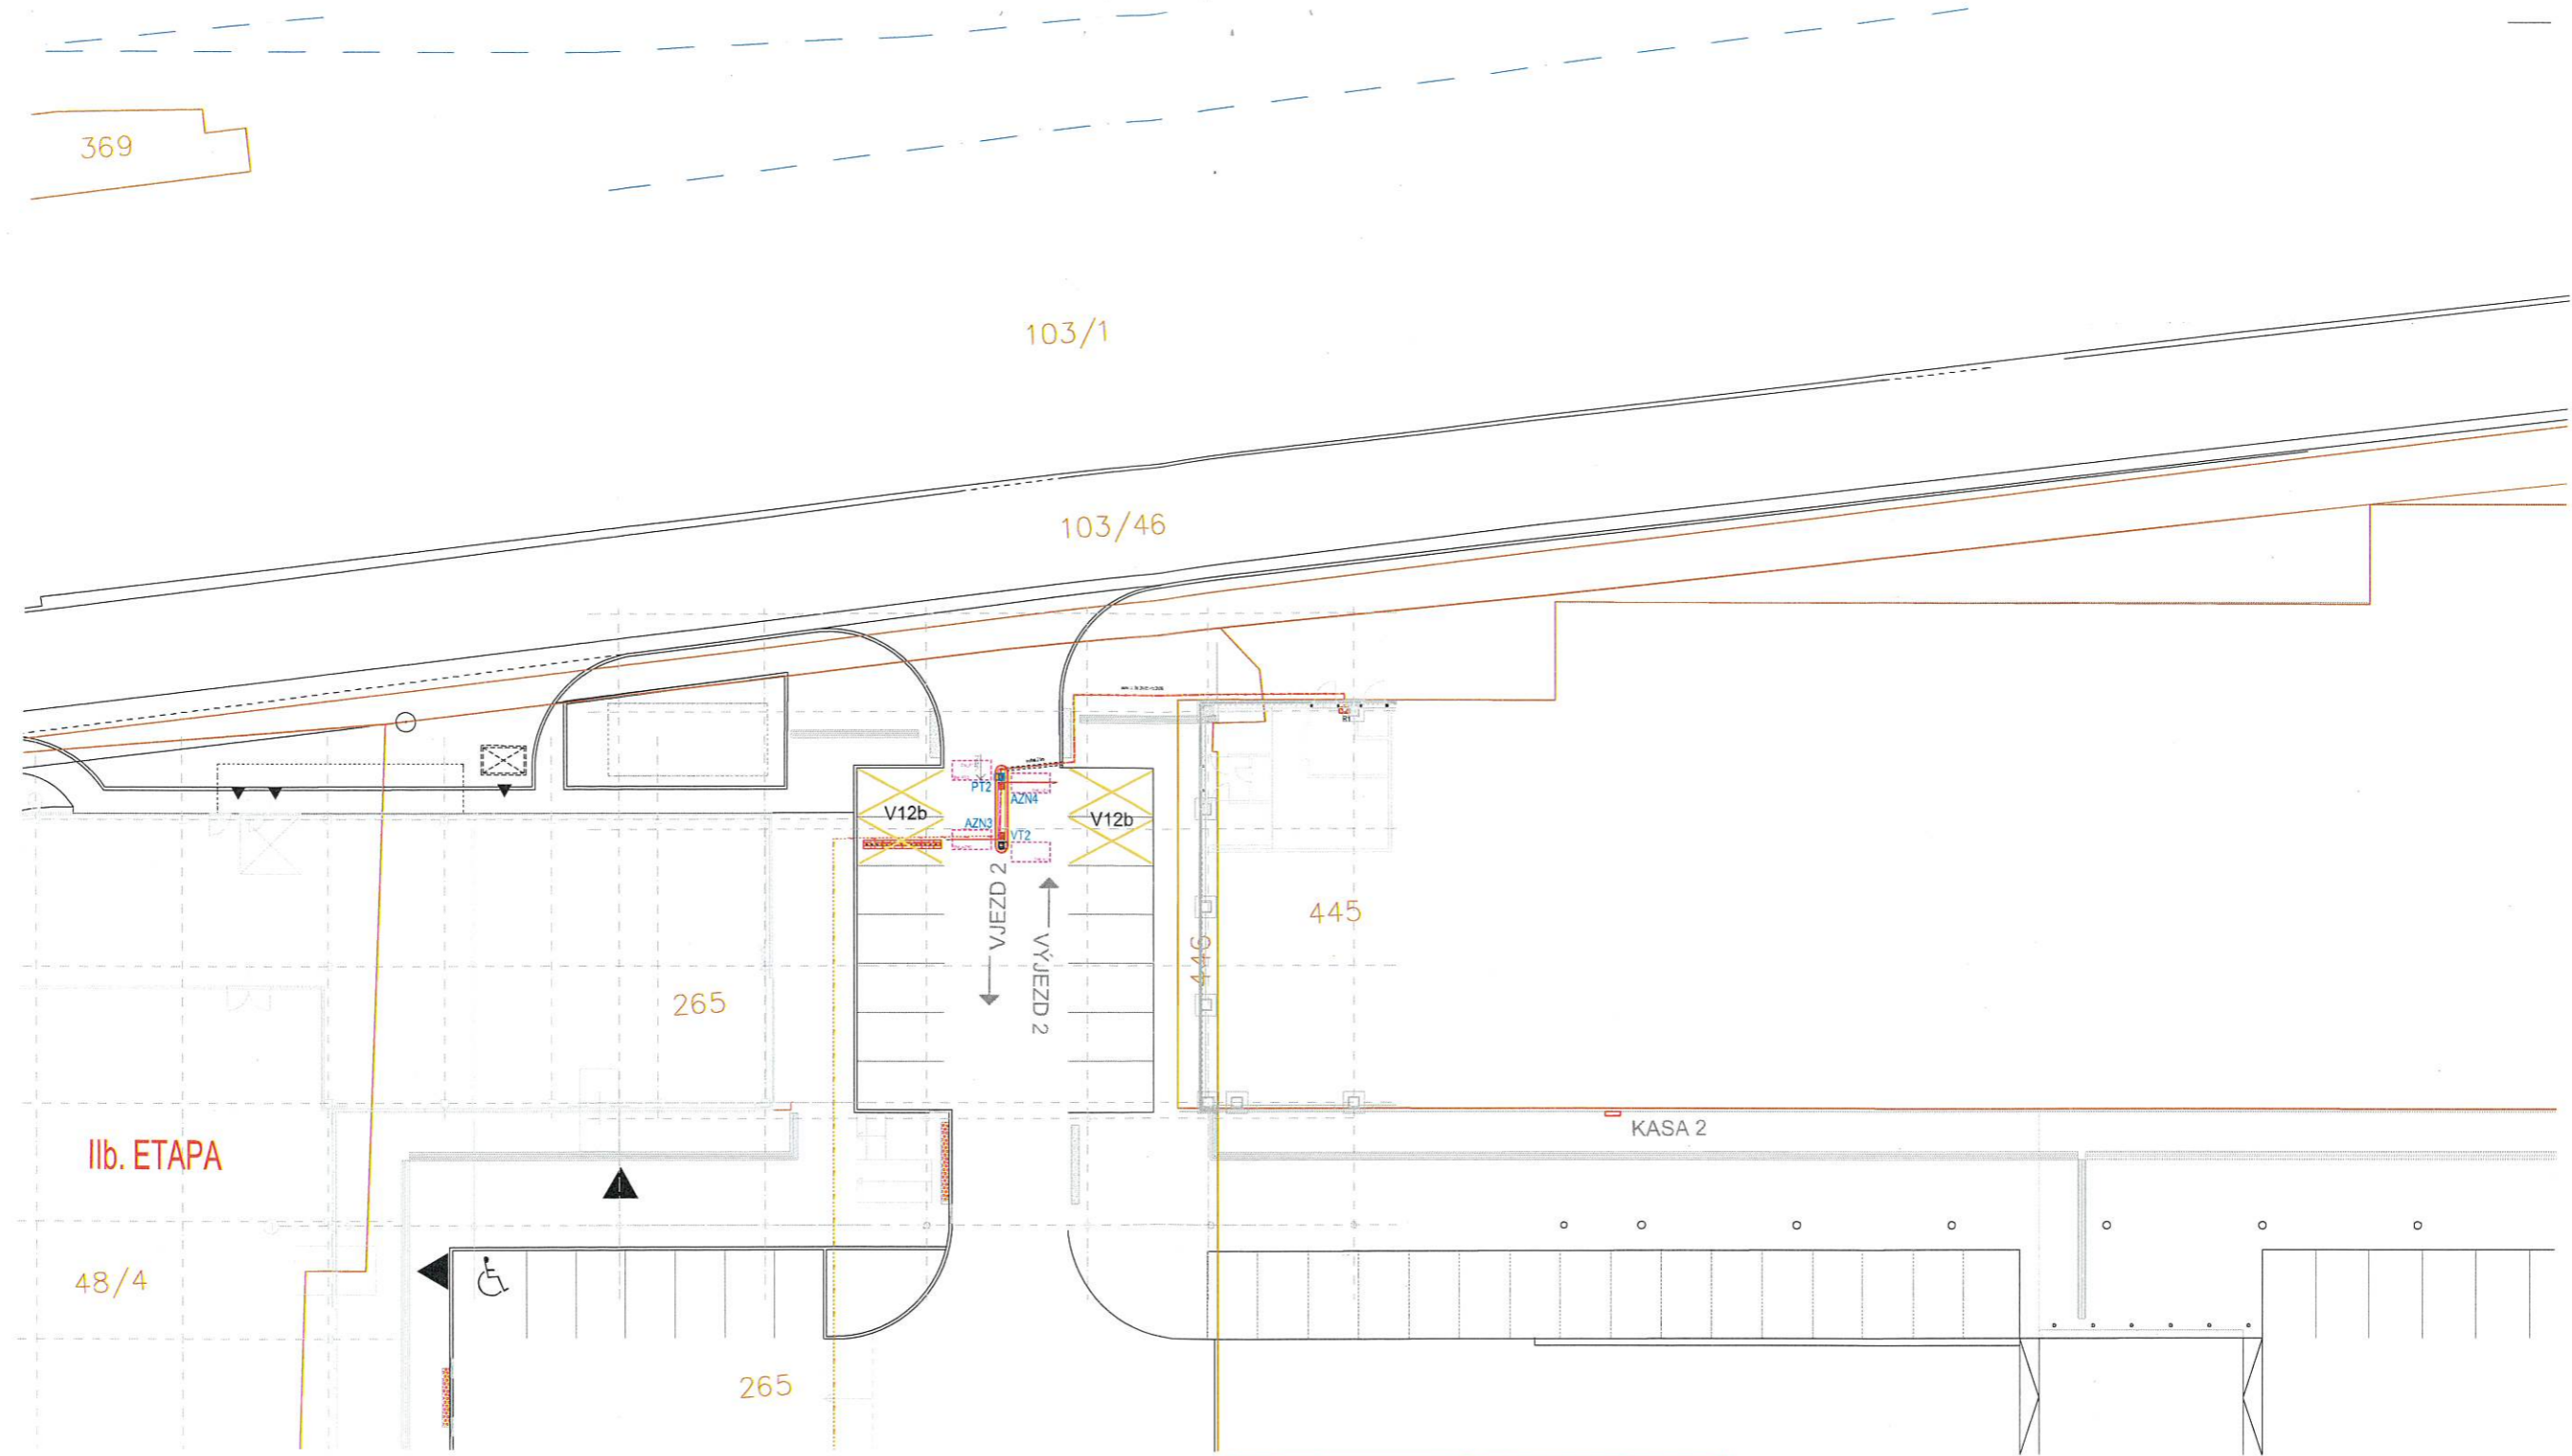 369
103/1
103/46
R1
PT2
AZN4
V12b
V12b
AZN3
VT2
VJEZD 2
VÝJEZD 2
445
446
265
KASA 2
IIb. ETAPA
48/4
265